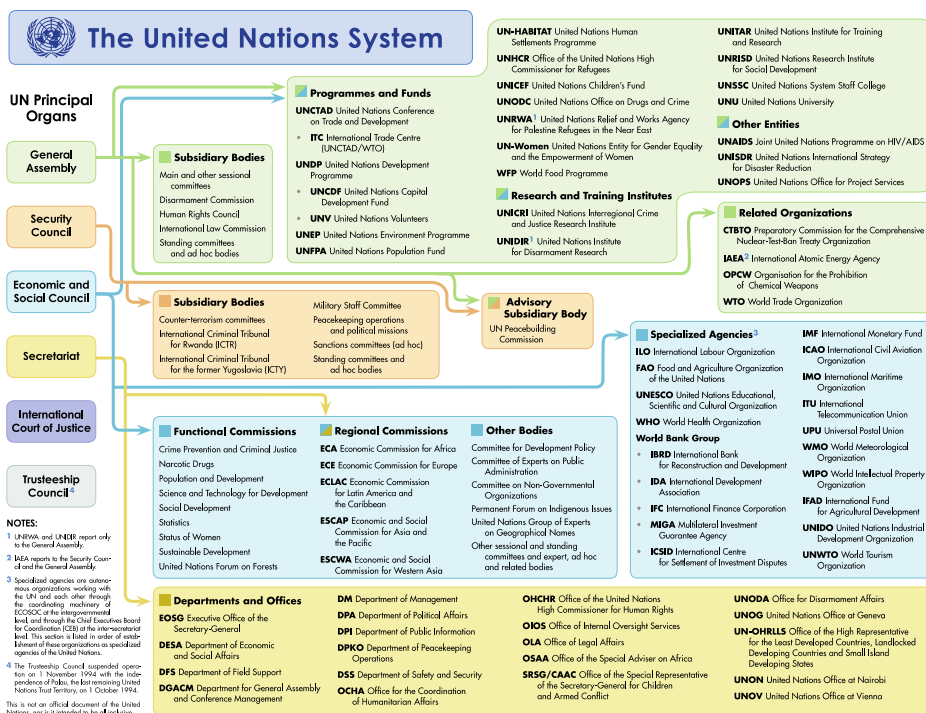 The United Nations System
UN Principal
Organs
General
Assembly
Security
Council
Economic and
Social Council
Secretariat
International
Court of Justice
Trusteeship
Council4
NOTES:
1 UNRWA and UNIDIR report only
to the General Assembly.
2 IAEA reports to the Security Coun-
cil and the General Assembly.
3 Specialized agencies are autono-
mous organizations working with
the UN and each other through
the coordinating machinery of
ECOSOC at the intergovernmental
level, and through the Chief Executives Board
for Coordination (CEB) at the inter-secretariat
level. This section is listed in order of estab-
lishment of these organizations as specialized
agencies of the United Nations.
4 The Trusteeship Council suspended opera-
tion on 1 November 1994 with the inde-
pendence of Palau, the last remaining United
Nations Trust Territory, on 1 October 1994.
This is not an official document of the United
Nations, nor is it intended to be all-inclusive.
Subsidiary Bodies
Main and other sessional
committees
Disarmament Commission
Human Rights Council
International Law Commission
Standing committees
and ad hoc bodies
Programmes and Funds
UNCTAD United Nations Conference
on Trade and Development
• ITC International Trade Centre
(UNCTAD/WTO)
UNDP United Nations Development
Programme
• UNCDF United Nations Capital
Development Fund
• UNV United Nations Volunteers
UNEP United Nations Environment Programme
UNFPA United Nations Population Fund
UN-HABITAT United Nations Human
Settlements Programme
UNHCR Office of the United Nations High
Commissioner for Refugees
UNICEF United Nations Children's Fund
UNODC United Nations Office on Drugs and Crime
UNRWA1 United Nations Relief and Works Agency
for Palestine Refugees in the Near East
UN-Women United Nations Entity for Gender Equality
and the Empowerment of Women
WFP World Food Programme
Research and Training Institutes
UNICRI United Nations Interregional Crime
and Justice Research Institute
UNIDIR1 United Nations Institute
for Disarmament Research
UNITAR United Nations Institute for Training
and Research
UNRISD United Nations Research Institute
for Social Development
UNSSC United Nations System Staff College
UNU United Nations University
Other Entities
UNAIDS Joint United Nations Programme on HIV/AIDS
UNISDR United Nations International Strategy
for Disaster Reduction
UNOPS United Nations Office for Project Services
Related Organizations
CTBTO Preparatory Commission for the Comprehensive
Nuclear-Test-Ban Treaty Organization
IAEA2 International Atomic Energy Agency
OPCW Organisation for the Prohibition
of Chemical Weapons
WTO World Trade Organization
Subsidiary Bodies
Counter-terrorism committees
International Criminal Tribunal
for Rwanda (ICTR)
International Criminal Tribunal
for the former Yugoslavia (ICTY)
Military Staff Committee
Peacekeeping operations
and political missions
Sanctions committees (ad hoc)
Standing committees and
ad hoc bodies
Advisory
Subsidiary Body
UN Peacebuilding
Commission
Functional Commissions
Crime Prevention and Criminal Justice
Narcotic Drugs
Population and Development
Science and Technology for Development
Social Development
Statistics
Status of Women
Sustainable Development
United Nations Forum on Forests
Regional Commissions
ECA Economic Commission for Africa
ECE Economic Commission for Europe
ECLAC Economic Commission
for Latin America and
the Caribbean
ESCAP Economic and Social
Commission for Asia and
the Pacific
ESCWA Economic and Social
Commission for Western Asia
Other Bodies
Committee for Development Policy
Committee of Experts on Public
Administration
Committee on Non-Governmental
Organizations
Permanent Forum on Indigenous Issues
United Nations Group of Experts
on Geographical Names
Other sessional and standing
committees and expert, ad hoc
and related bodies
Specialized Agencies3
ILO International Labour Organization
FAO Food and Agriculture Organization
of the United Nations
UNESCO United Nations Educational,
Scientific and Cultural Organization
WHO World Health Organization
World Bank Group
• IBRD International Bank
for Reconstruction and Development
• IDA International Development
Association
• IFC International Finance Corporation
• MIGA Multilateral Investment
Guarantee Agency
• ICSID International Centre
for Settlement of Investment Disputes
IMF International Monetary Fund
ICAO International Civil Aviation
Organization
IMO International Maritime
Organization
ITU International
Telecommunication Union
UPU Universal Postal Union
WMO World Meteorological
Organization
WIPO World Intellectual Property
Organization
IFAD International Fund
for Agricultural Development
UNIDO United Nations Industrial
Development Organization
UNWTO World Tourism
Organization
Departments and Offices
EOSG Executive Office of the
Secretary-General
DESA Department of Economic
and Social Affairs
DFS Department of Field Support
DGACM Department for General Assembly
and Conference Management
DM Department of Management
DPA Department of Political Affairs
DPI Department of Public Information
DPKO Department of Peacekeeping
Operations
DSS Department of Safety and Security
OCHA Office for the Coordination
of Humanitarian Affairs
OHCHR Office of the United Nations
High Commissioner for Human Rights
OIOS Office of Internal Oversight Services
OLA Office of Legal Affairs
OSAA Office of the Special Adviser on Africa
SRSG/CAAC Office of the Special Representative
of the Secretary-General for Children
and Armed Conflict
UNODA Office for Disarmament Affairs
UNOG United Nations Office at Geneva
UN-OHRLLS Office of the High Representative
for the Least Developed Countries, Landlocked
Developing Countries and Small Island
Developing States
UNON United Nations Office at Nairobi
UNOV United Nations Office at Vienna